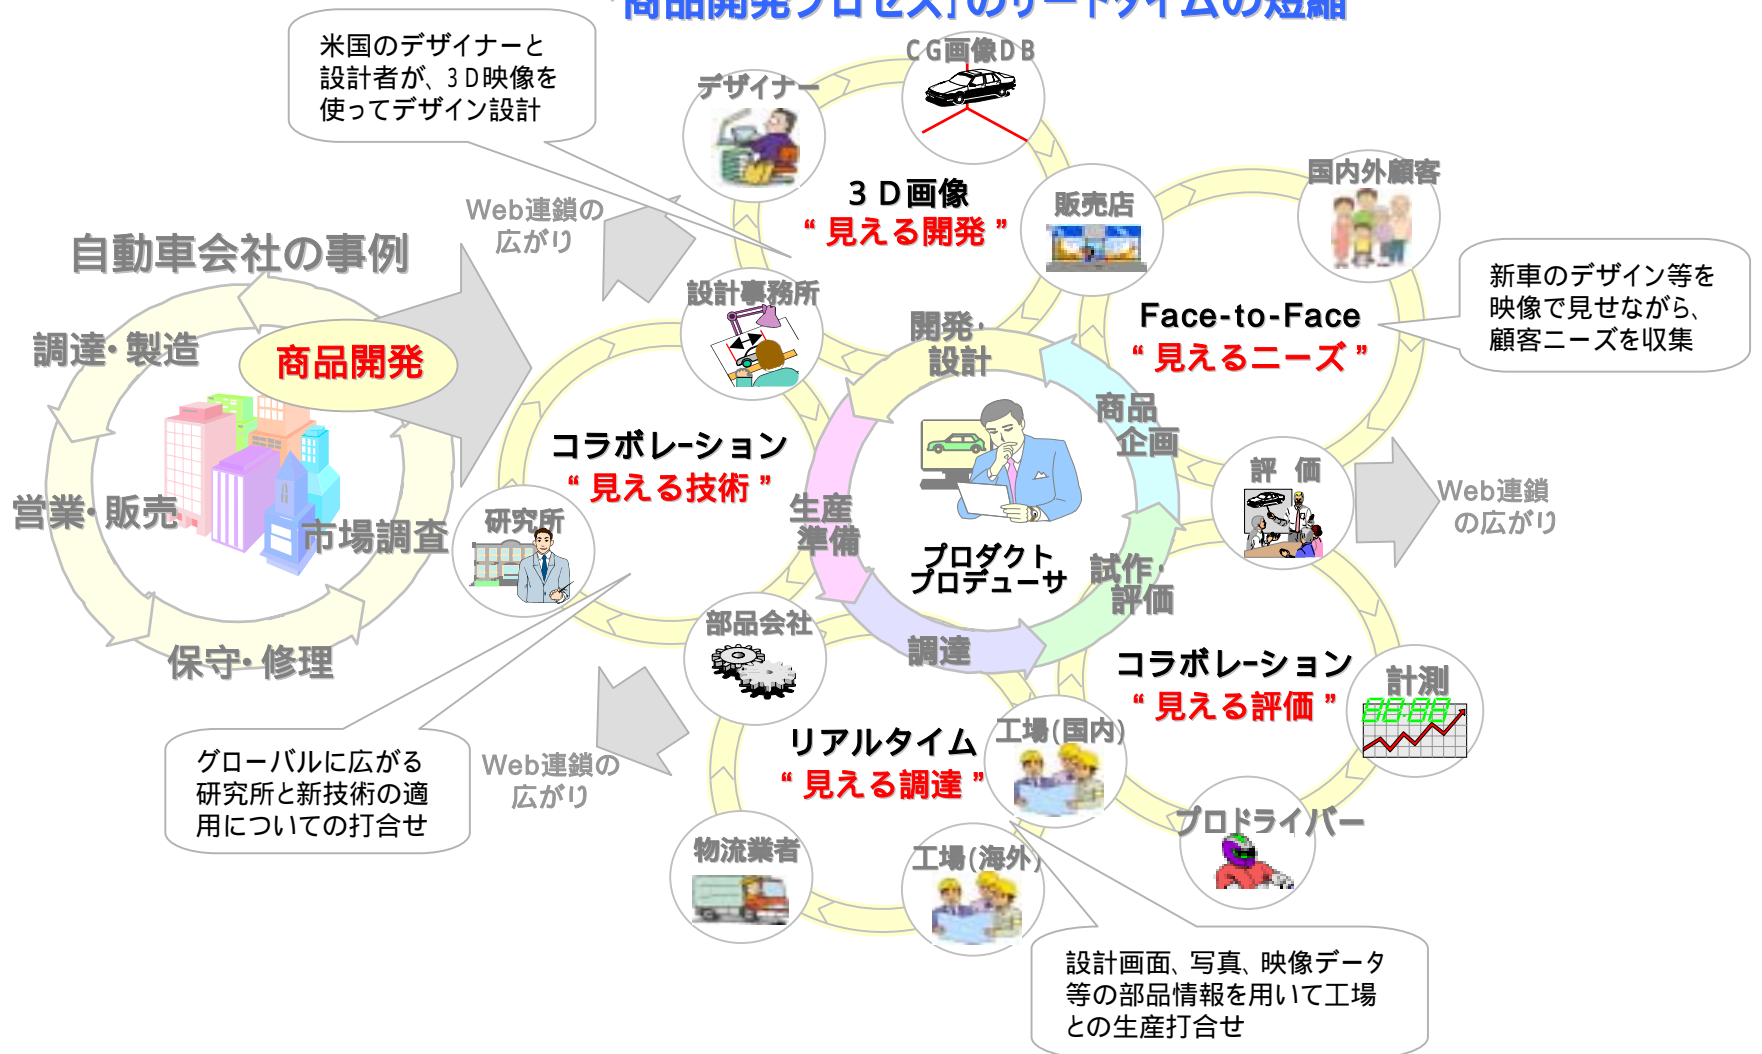 「商品開発プロセス」のリードタイムの短縮
米国のデザイナーと
設計者が、3D映像を
使ってデザイン設計
デザイナー
CG画像DB
3D画像
“見える開発”
販売店
国内外顧客
Web連鎖の
広がり
自動車会社の事例
調達・製造
商品開発
営業・販売
市場調査
保守・修理
設計事務所
開発・
設計
Face-to-Face
“見えるニーズ”
新車のデザイン等を
映像で見せながら、
顧客ニーズを収集
コラボレーション
“見える技術”
商品
企画
研究所
生産
準備
プロダクト
プロデューサ
試作・
評価
評 価
Web連鎖
の広がり
部品会社
調達
コラボレーション
“見える評価”
計測
88:88
グローバルに広がる
研究所と新技術の適
用についての打合せ
Web連鎖の
広がり
リアルタイム
“見える調達”
工場(国内)
プロドライバー
物流業者
工場(海外)
設計画面、写真、映像データ
等の部品情報を用いて工場
との生産打合せ